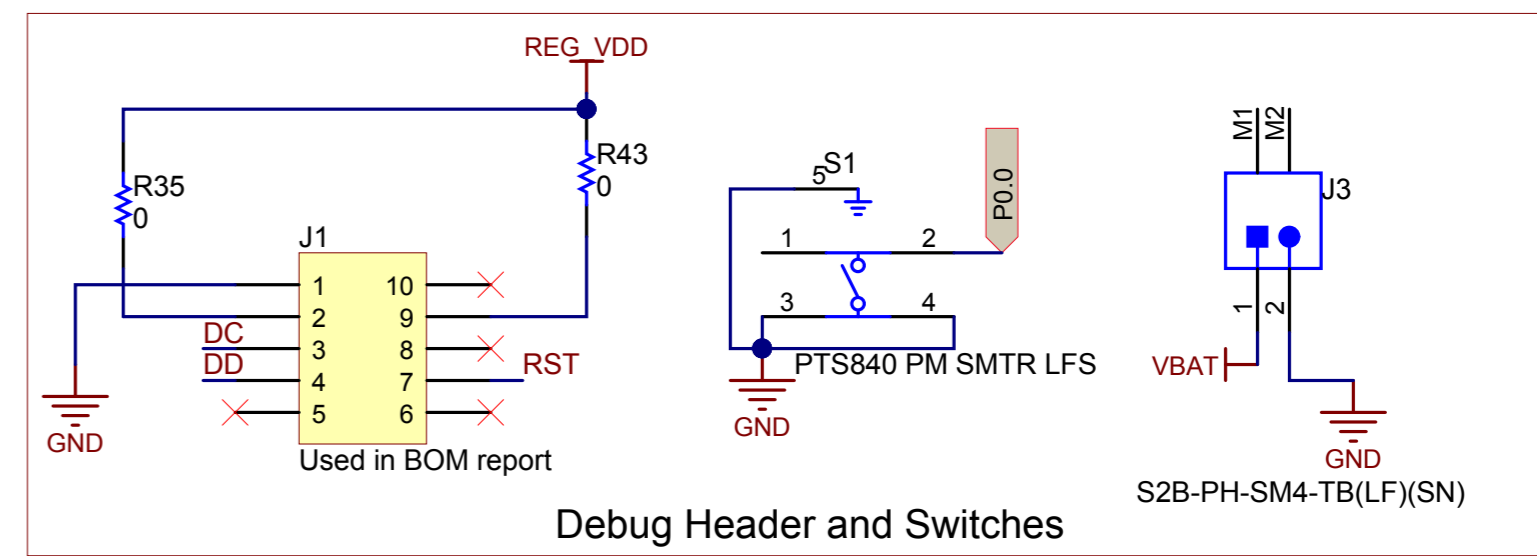 REG_VDD
R35
0
R43
0
J1
1 10
2 9
3 8
4 7
5 6
DC
DD
RST
GND
Used in BOM report
S1
5
P0.0
1 2
3 4
PTS840 PM SMTR LFS
GND
M1
M2
J3
1
2
VBAT
GND
S2B-PH-SM4-TB(LF)(SN)
Debug Header and Switches